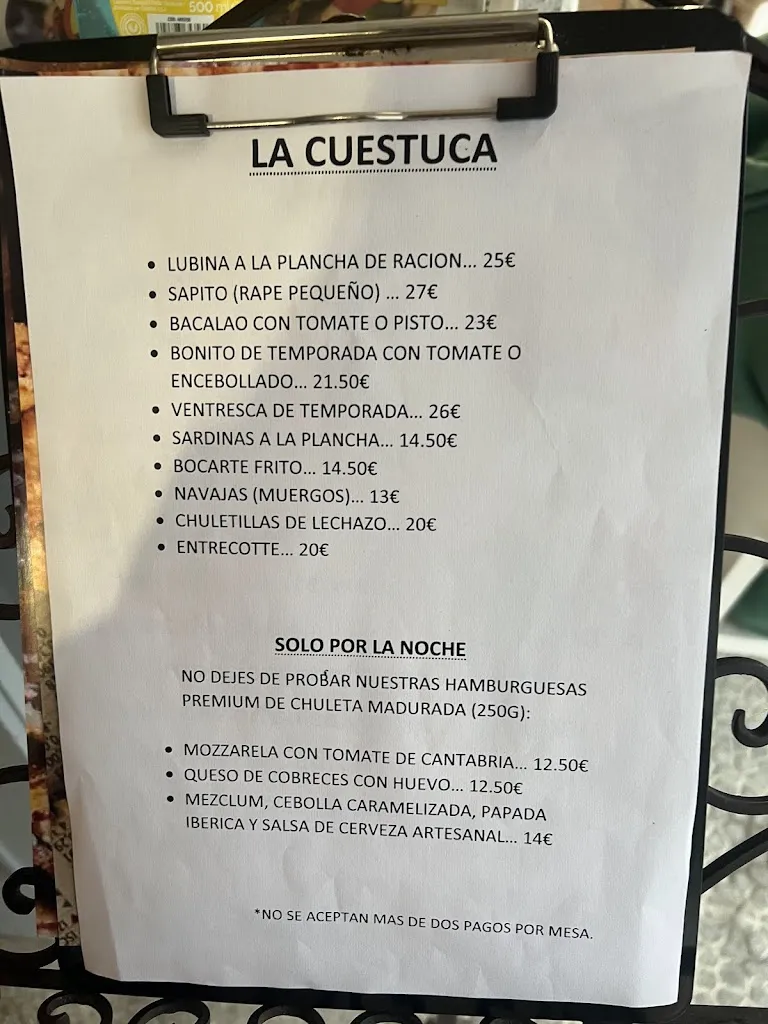 500 ml
LA CUESTUCA
• LUBINA A LA PLANCHA DE RACION... 25€
• SAPITO (RAPE PEQUEÑO) ... 27€
• BACALAO CON TOMATE O PISTO... 23€
• BONITO DE TEMPORADA CON TOMATE O
ENCEBOLLADO... 21.50€
• VENTRESCA DE TEMPORADA... 26€
• SARDINAS A LA PLANCHA... 14.50€
• BOCARTE FRITO... 14.50€
• NAVAJAS (MUERGOS)... 13€
• CHULETILLAS DE LECHAZO... 20€
• ENTRECOTTE... 20€
SOLO POR LA NOCHE
NO DEJES DE PROBAR NUESTRAS HAMBURGUESAS
PREMIUM DE CHULETA MADURADA (250G):
• MOZZARELA CON TOMATE DE CANTABRIA... 12.50€
• QUESO DE COBRECES CON HUEVO... 12.50€
• MEZCLUM, CEBOLLA CARAMELIZADA, PAPADA
IBERICA Y SALSA DE CERVEZA ARTESANAL... 14€
*NO SE ACEPTAN MAS DE DOS PAGOS POR MESA.